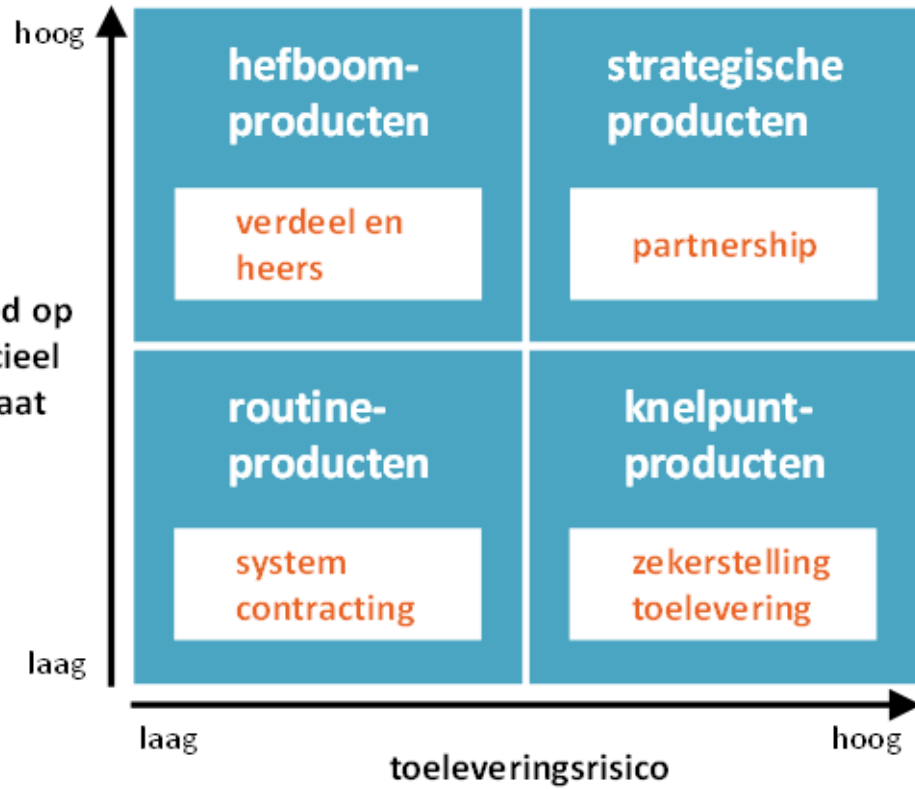 hoog
hefboom-
producten
verdeel en
heers
strategische
producten
partnership
d op
cieel
aat
routine-
producten
system
contracting
knelpunt-
producten
zekerstelling
toelevering
laag
laag
hoog
toeleveringsrisico